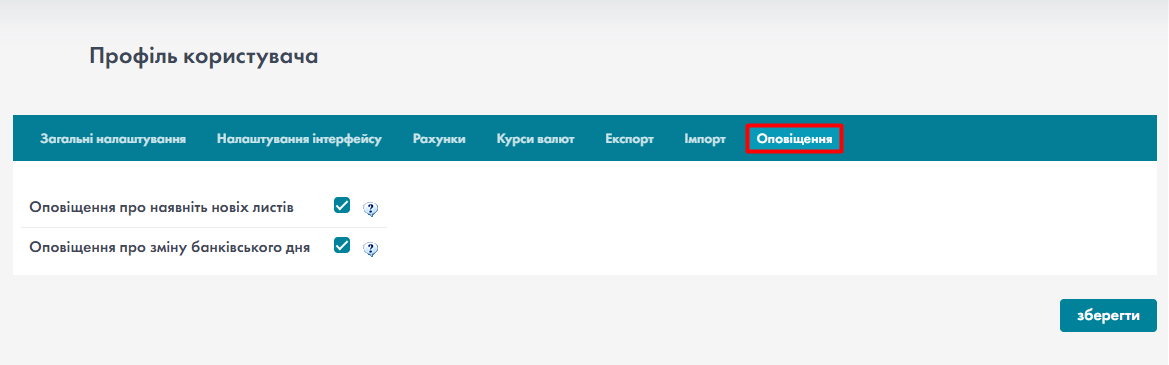 Профіль користувача
Загальні налаштування Налаштування інтерфейсу Рахунки Курси валют Експорт Імпорт Оповіщення
Оповіщення про наявніть новіх листів
Оповіщення про зміну банківського дня
зберегти